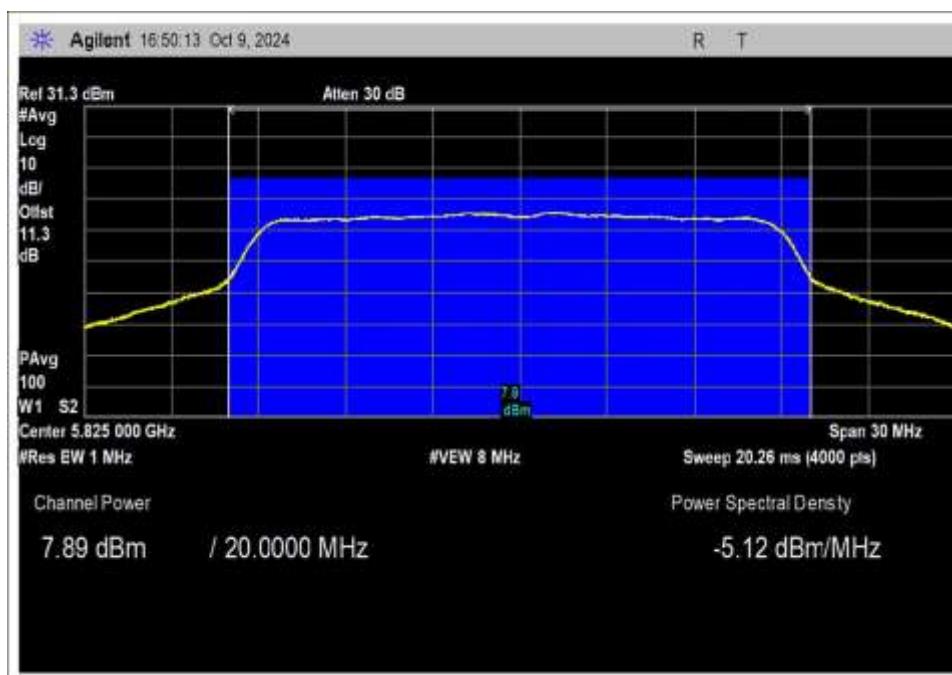 Agilent 16:50:13 Oct 9, 2024 R T
Ref 31.3 dBm Atten 30 dB
#Avg
Log
10
dB/
Offst
11.3
dB
PAvg
100
W1 S2
7.8
dBm
Center 5.825 000 GHz Span 30 MHz
#Res BW 1 MHz #VBW 8 MHz Sweep 20.26 ms (4000 pts)
Channel Power Power Spectral Density
7.89 dBm / 20.0000 MHz -5.12 dBm/MHz